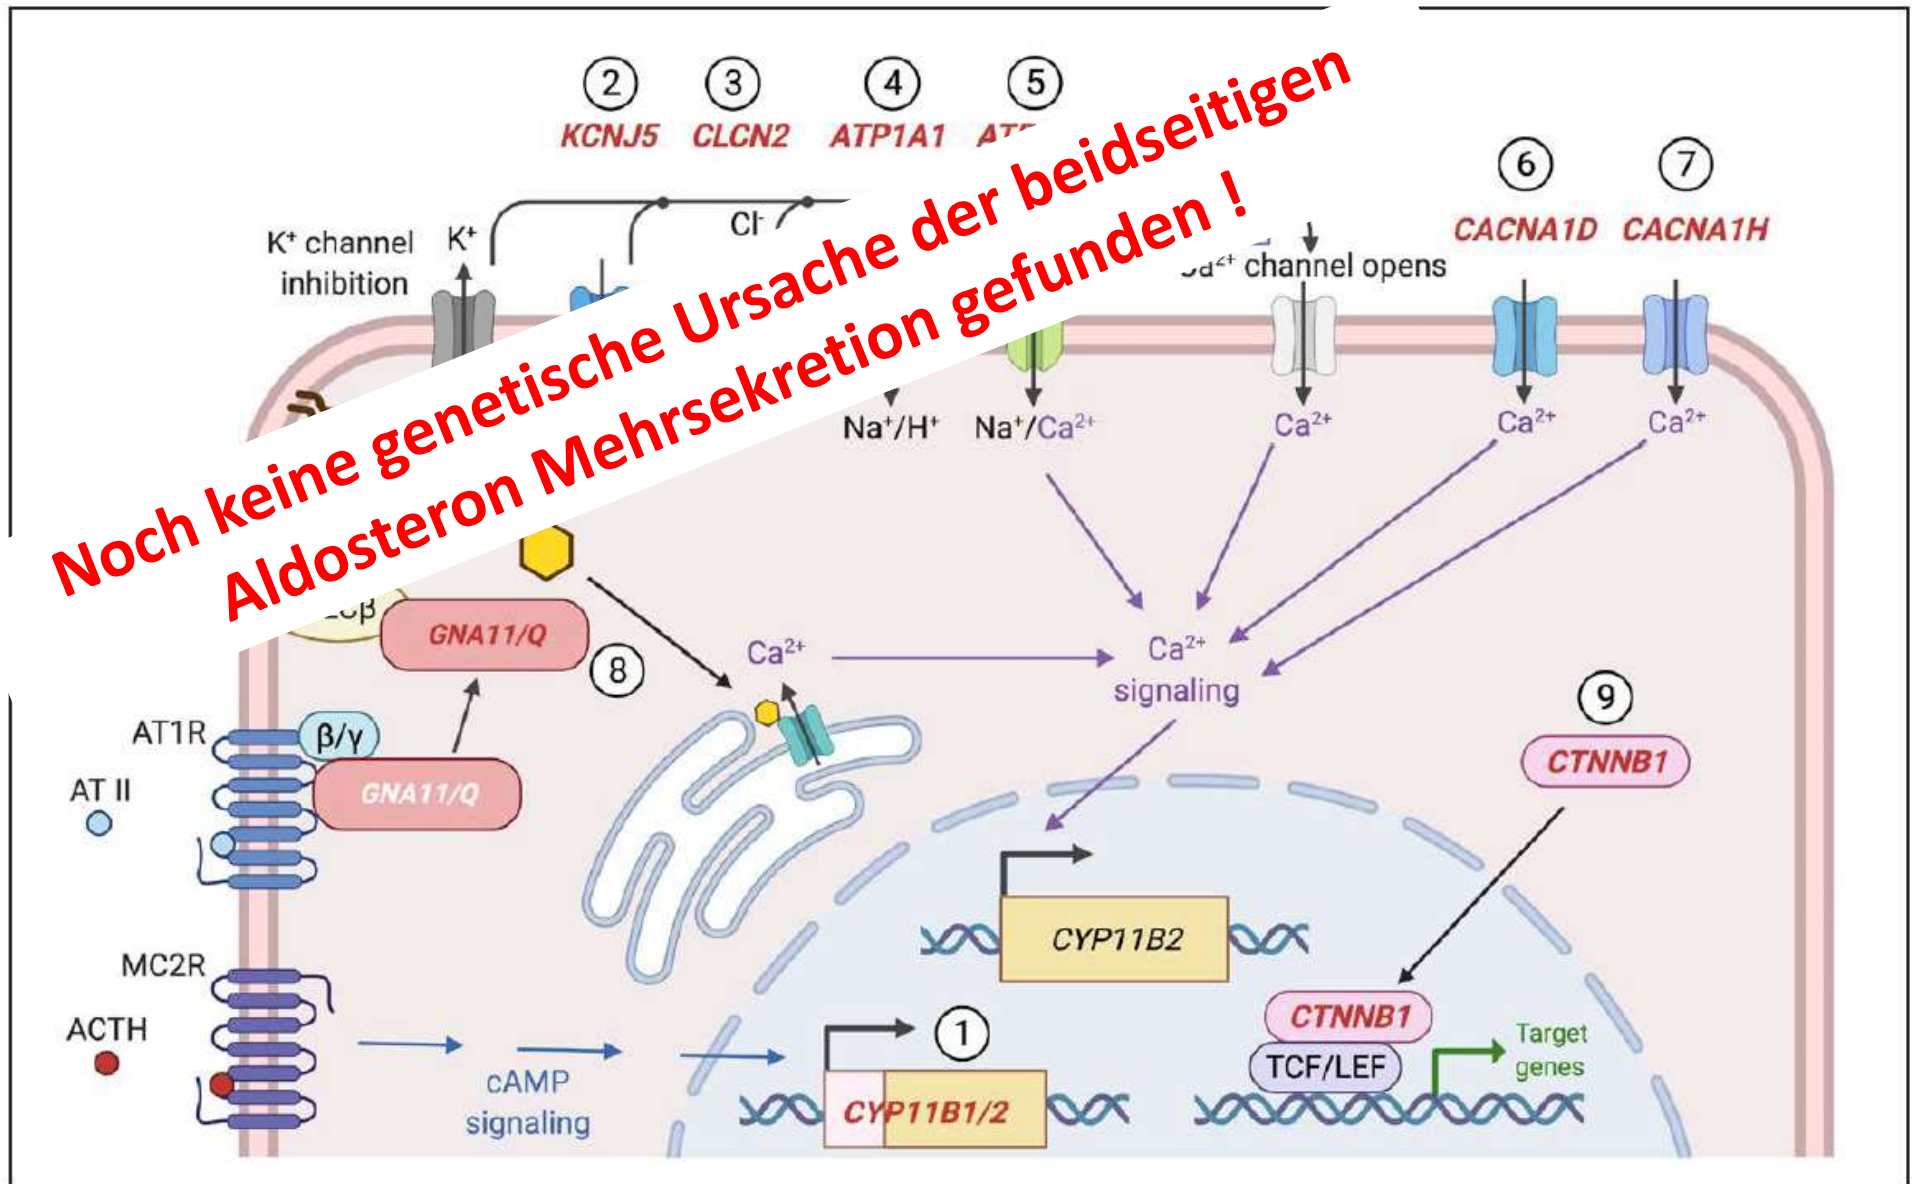 ② ③ ④ ⑤
KCNJ5 CLCN2 ATP1A1
⑥ ⑦
CACNA1D CACNA1H
Noch keine genetische Ursache der beidseitigen
Aldosteron Mehrsekretion gefunden !
K⁺ channel
inhibition
K⁺
Cl⁻
channel opens
Na⁺/H⁺ Na⁺/Ca²⁺ Ca²⁺ Ca²⁺ Ca²⁺
GNA11/Q
⑧
Ca²⁺
Ca²⁺
signaling
⑨
CTNNB1
AT1R
β/γ
AT II
GNA11/Q
CYP11B2
MC2R
ACTH
cAMP
signaling
①
CYP11B1/2
CTNNB1
TCF/LEF
Target
genes